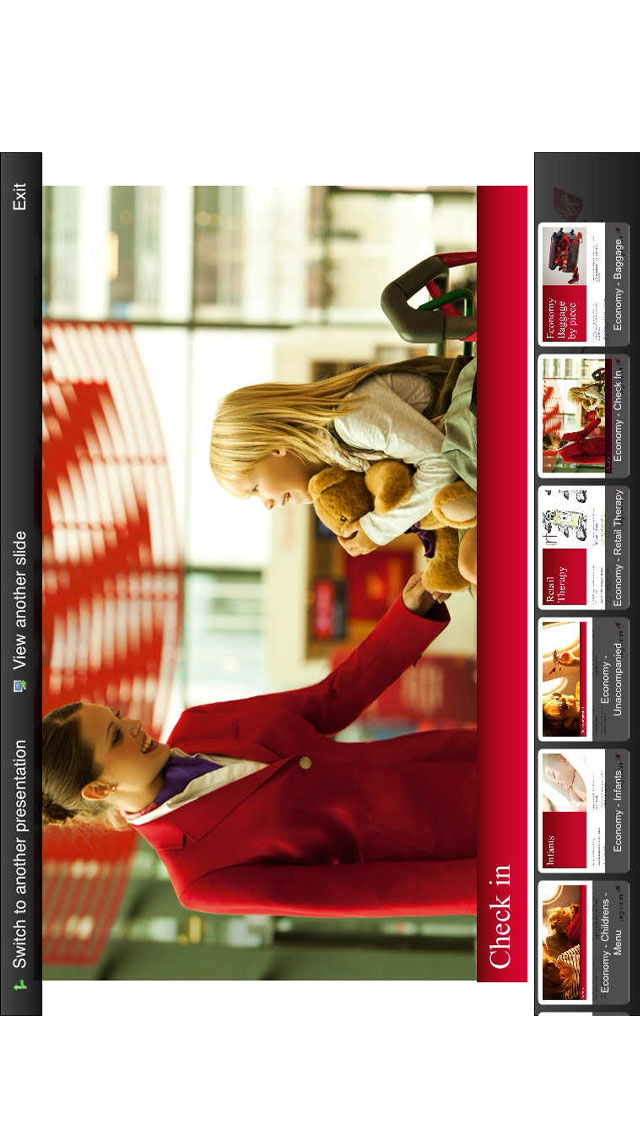 Switch to another presentation
View another slide
Exit
Check in
Economy - Childrens -
Menu
Infants
Economy - Infants
Economy -
Unaccompanied
Retail
Therapy
Economy - Retail Therapy
Economy - Check In
Economy
Baggage
by piece
Economy - Baggage